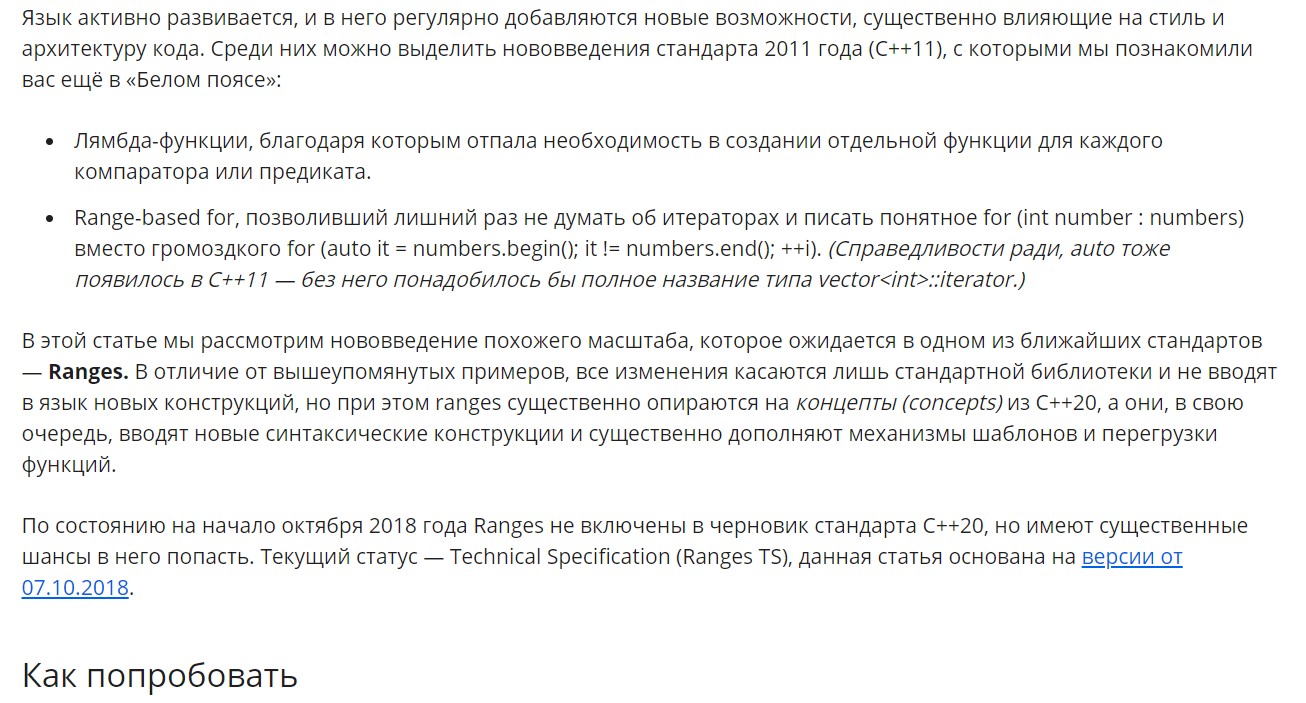 Язык активно развивается, и в него регулярно добавляются новые возможности, существенно влияющие на стиль и
архитектуру кода. Среди них можно выделить нововведения стандарта 2011 года (C++11), с которыми мы познакомили
вас ещё в «Белом поясе»:
• Лямбда-функции, благодаря которым отпала необходимость в создании отдельной функции для каждого
компаратора или предиката.
• Range-based for, позволивший лишний раз не думать об итераторах и писать понятное for (int number : numbers)
вместо громоздкого for (auto it = numbers.begin(); it != numbers.end(); ++i). (Справедливости ради, auto тоже
появилось в C++11 — без него понадобилось бы полное название типа vector<int>::iterator.)
В этой статье мы рассмотрим нововведение похожего масштаба, которое ожидается в одном из ближайших стандартов
— Ranges. В отличие от вышеупомянутых примеров, все изменения касаются лишь стандартной библиотеки и не вводят
в язык новых конструкций, но при этом ranges существенно опираются на концепты (concepts) из C++20, а они, в свою
очередь, вводят новые синтаксические конструкции и существенно дополняют механизмы шаблонов и перегрузки
функций.
По состоянию на начало октября 2018 года Ranges не включены в черновик стандарта C++20, но имеют существенные
шансы в него попасть. Текущий статус — Technical Specification (Ranges TS), данная статья основана на версии от
07.10.2018.
Как попробовать